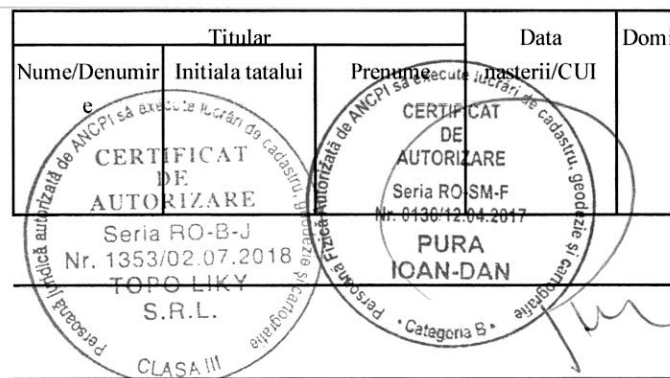 Titular
Data
Domi
Nume/Denumir
e
Initiala tatalui
Prenume
nasterii/CUI
Persoană juridică autorizată de ANCPI să execute lucrări de cadastru, geodezie și cartografie
CERTIFICAT
DE
AUTORIZARE
Seria RO-B-J
Nr. 1353/02.07.2018
TOPO LIKY
S.R.L.
CLASA III
Persoană Fizică Autorizată de ANCPI să execute lucrări de cadastru, geodezie și cartografie
CERTIFICAT
DE
AUTORIZARE
Seria RO-SM-F
Nr. 0136/12.04.2017
PURA
IOAN-DAN
• Categoria B •